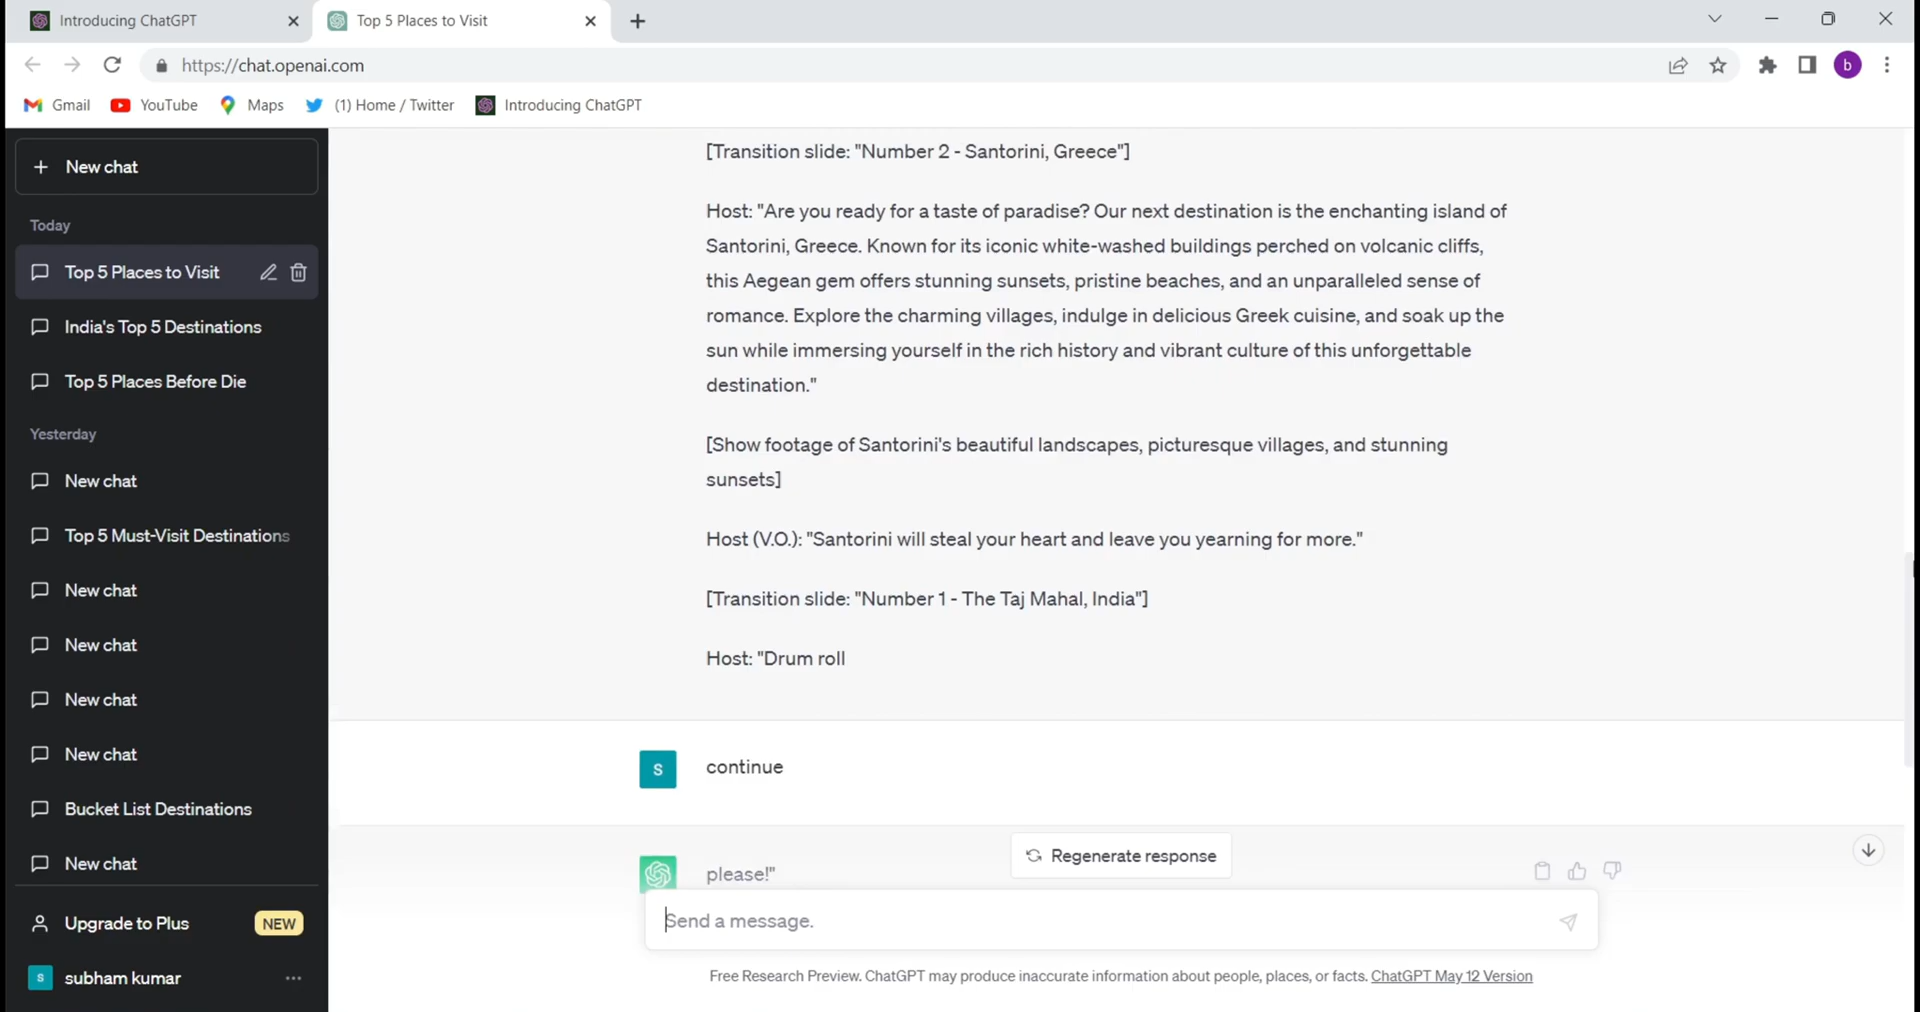 Introducing ChatGPT
Top 5 Places to Visit
https://chat.openai.com
b
Gmail
YouTube
Maps
(1) Home / Twitter
Introducing ChatGPT
New chat
Today
Top 5 Places to Visit
India's Top 5 Destinations
Top 5 Places Before Die
Yesterday
New chat
Top 5 Must-Visit Destinations
New chat
New chat
New chat
New chat
Bucket List Destinations
New chat
Upgrade to Plus
NEW
s
subham kumar
[Transition slide: "Number 2 - Santorini, Greece"]
Host: "Are you ready for a taste of paradise? Our next destination is the enchanting island of
Santorini, Greece. Known for its iconic white-washed buildings perched on volcanic cliffs,
this Aegean gem offers stunning sunsets, pristine beaches, and an unparalleled sense of
romance. Explore the charming villages, indulge in delicious Greek cuisine, and soak up the
sun while immersing yourself in the rich history and vibrant culture of this unforgettable
destination."
[Show footage of Santorini's beautiful landscapes, picturesque villages, and stunning
sunsets]
Host (V.O.): "Santorini will steal your heart and leave you yearning for more."
[Transition slide: "Number 1 - The Taj Mahal, India"]
Host: "Drum roll
s
continue
Regenerate response
please!"
Send a message.
Free Research Preview. ChatGPT may produce inaccurate information about people, places, or facts. ChatGPT May 12 Version